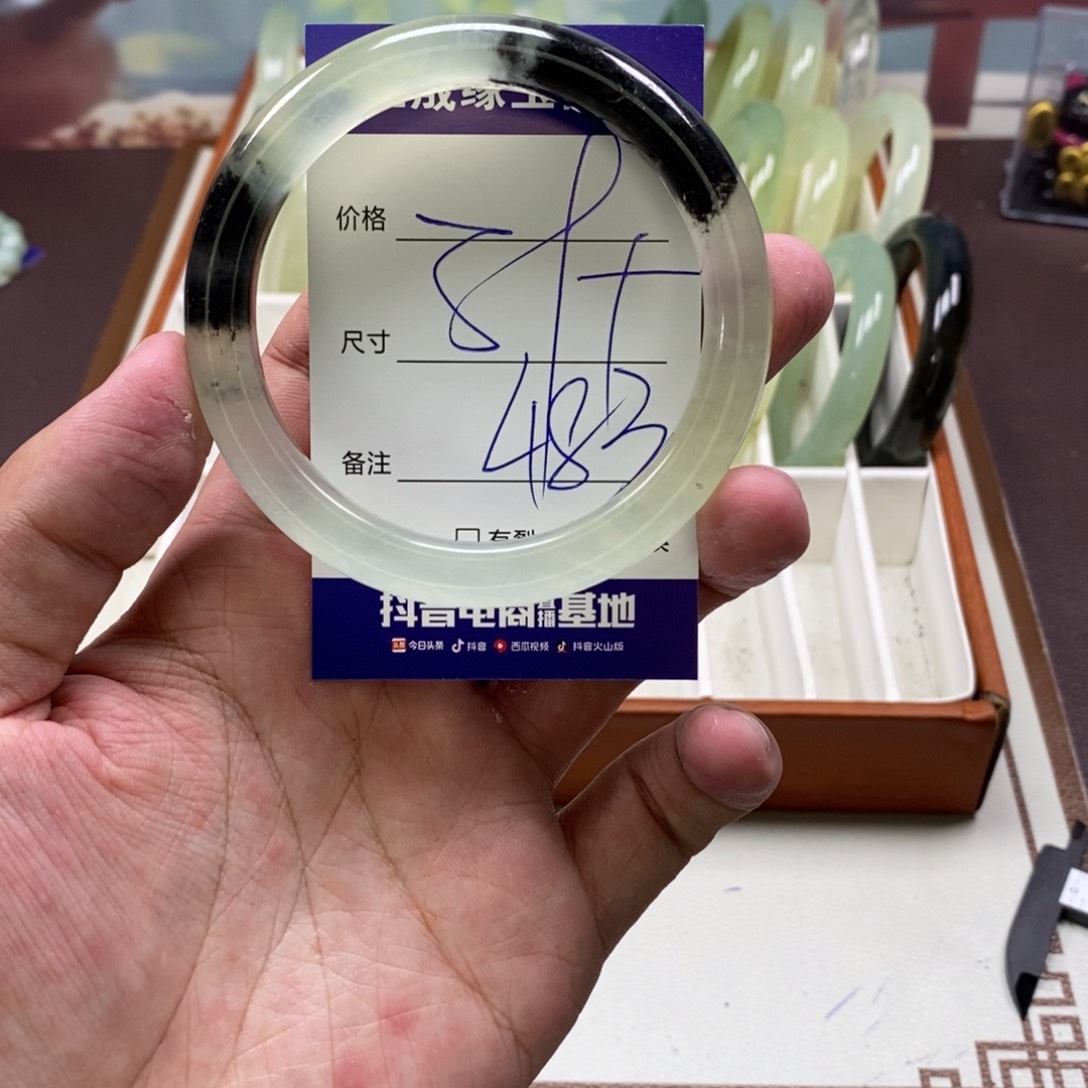 成缘玉
价格
尺寸
483
备注
有裂
抖音电商直播基地
今日头条 抖音 西瓜视频 抖音火山版